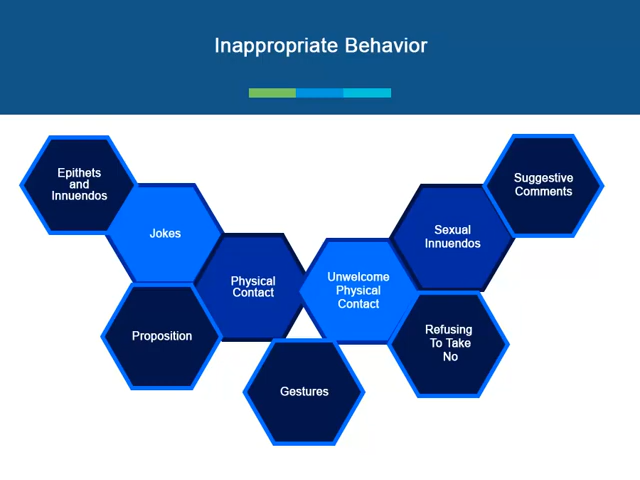 Inappropriate Behavior
Epithets
and
Innuendos
Jokes
Physical
Contact
Proposition
Gestures
Unwelcome
Physical
Contact
Sexual
Innuendos
Suggestive
Comments
Refusing
To Take
No